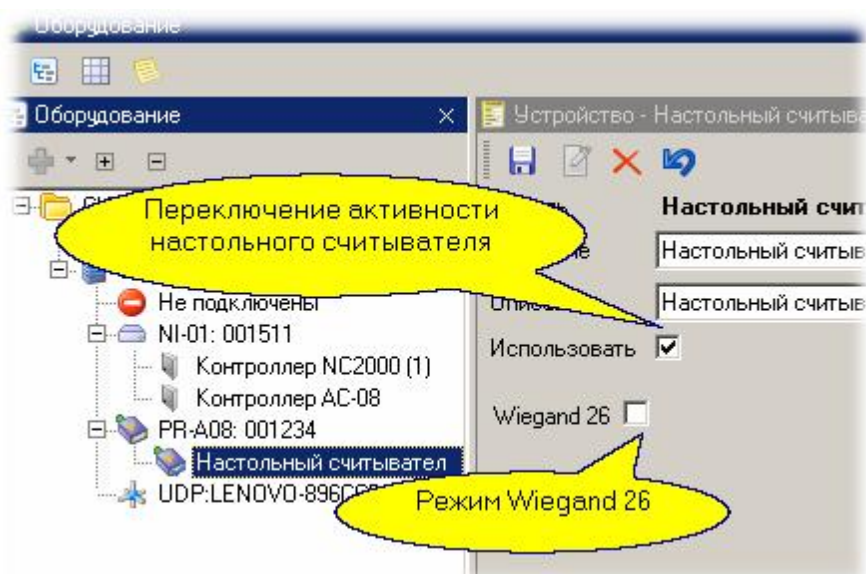 Оборудование
Оборудование
Устройство - Настольный считыва
Переключение активности
настольного считывателя
Настольный счит
Настольный считыв
Настольный считыв
Не подключены
NI-01: 001511
Использовать
Контроллер NC2000 (1)
Контроллер AC-08
Wiegand 26
PR-A08: 001234
Настольный считывател
UDP:LENOVO-896C
Режим Wiegand 26